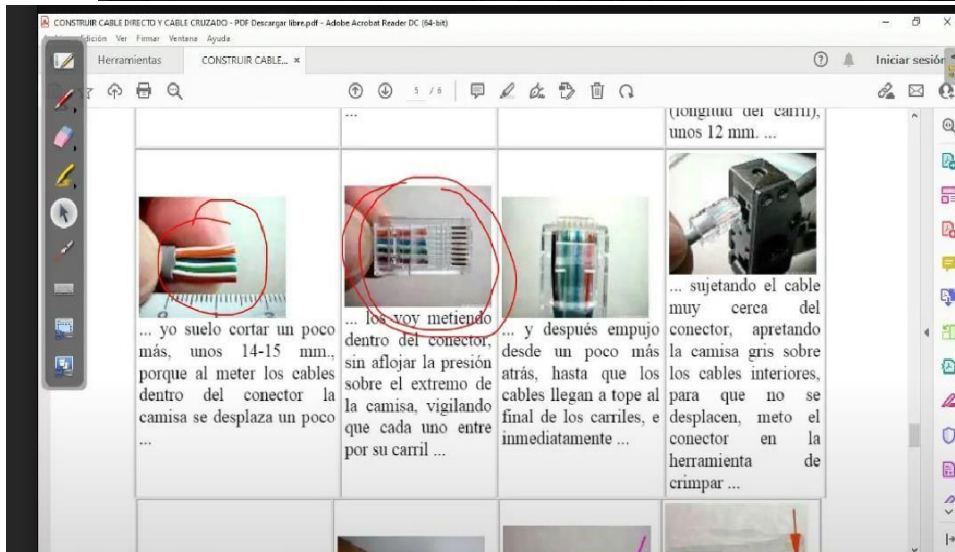 CONSTRUIR CABLE DIRECTO Y CABLE CRUZADO - PDF Descargar libre.pdf - Adobe Acrobat Reader DC (64-bit)
Edición Ver Firmar Ventana Ayuda
Herramientas
CONSTRUIR CABLE... ×
Iniciar sesió
5 / 6
...
(longitud del carril),
unos 12 mm. ...
... yo suelo cortar un poco
más, unos 14-15 mm.,
porque al meter los cables
dentro del conector la
camisa se desplaza un poco
...
... los voy metiendo
dentro del conector,
sin aflojar la presión
sobre el extremo de
la camisa, vigilando
que cada uno entre
por su carril ...
... y después empujo
desde un poco más
atrás, hasta que los
cables llegan a tope al
final de los carriles, e
inmediatamente ...
... sujetando el cable
muy cerca del
conector, apretando
la camisa gris sobre
los cables interiores,
para que no se
desplacen, meto el
conector en la
herramienta de
crimpar ...